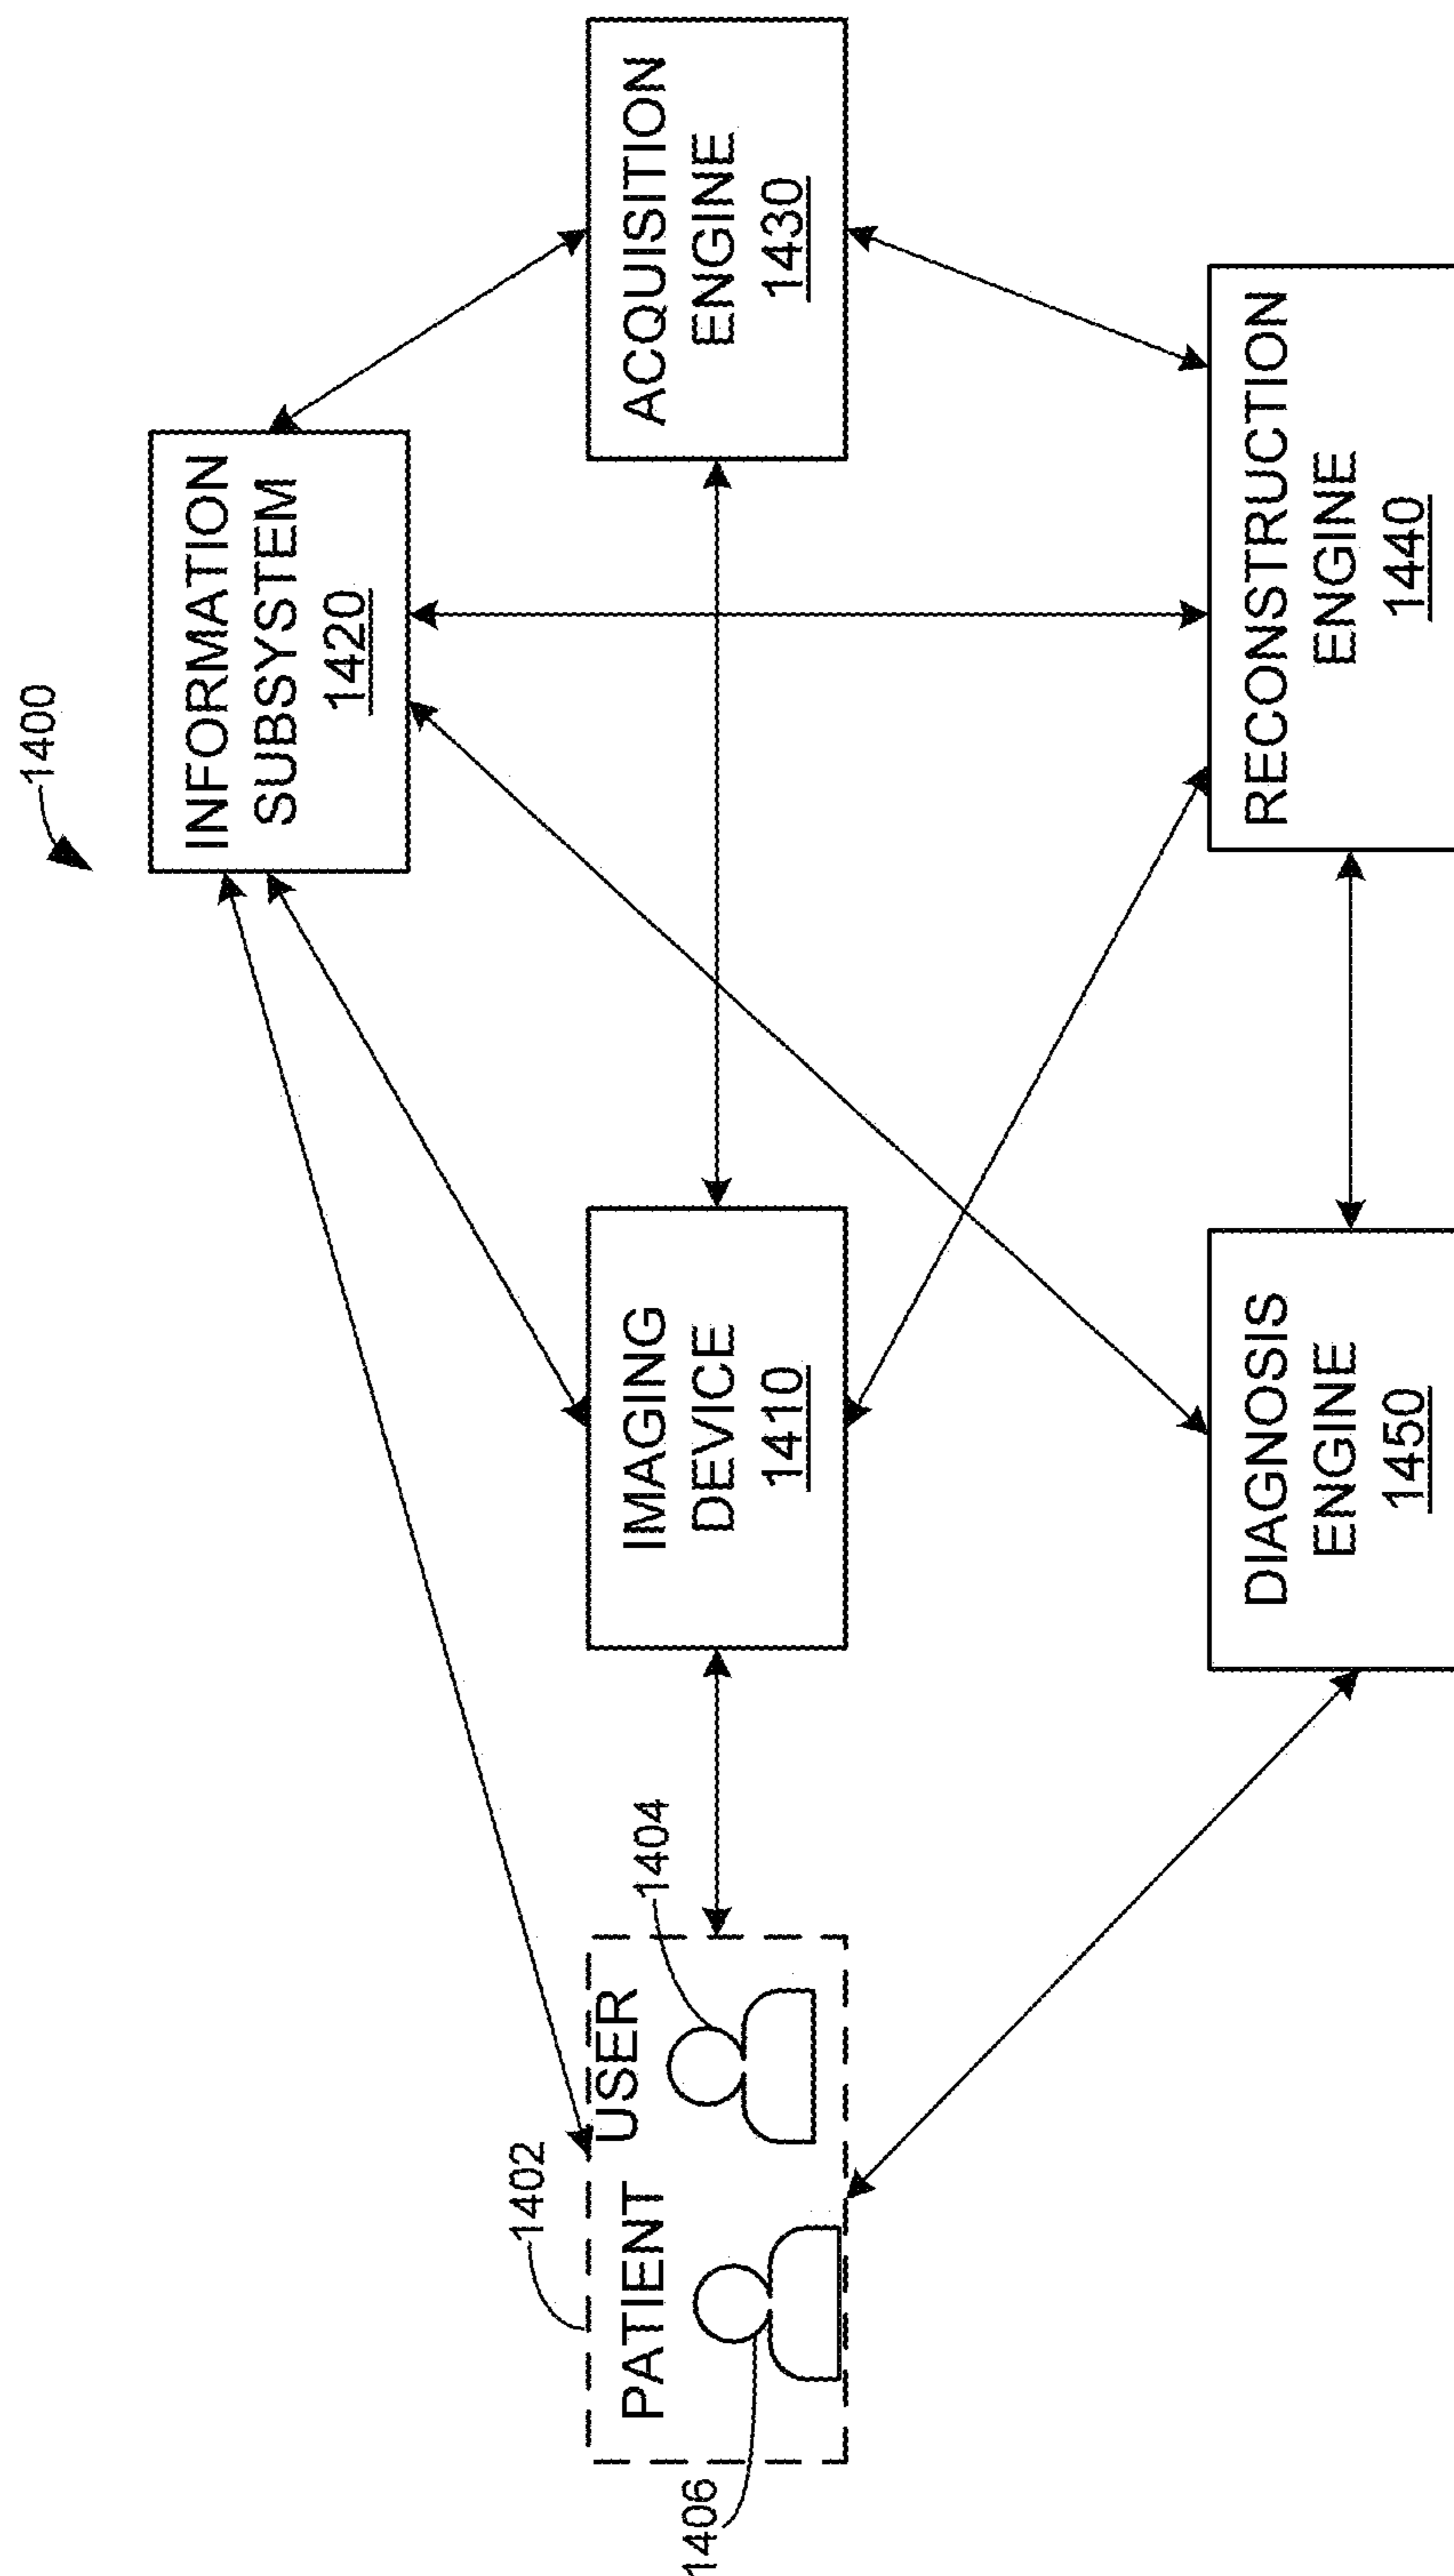 1400
INFORMATION
SUBSYSTEM
1420
1402
PATIENT
USER
1404
1406
IMAGING
DEVICE
1410
ACQUISITION
ENGINE
1430
DIAGNOSIS
ENGINE
1450
RECONSTRUCTION
ENGINE
1440